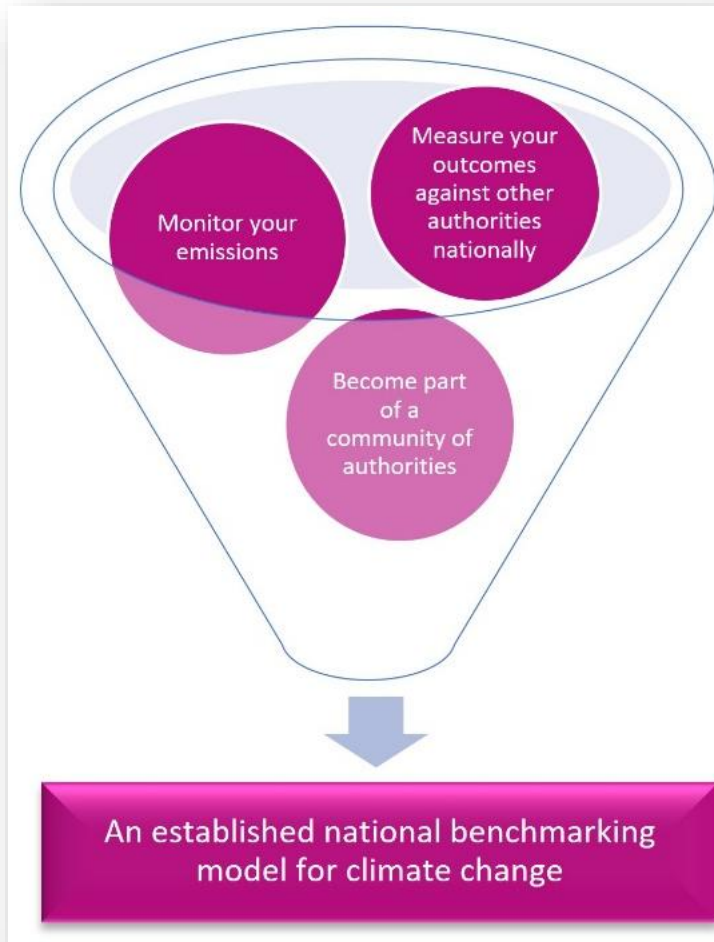 Measure your
outcomes
against other
authorities
nationally
Monitor your
emissions
Become part
of a
community of
authorities
An established national benchmarking
model for climate change